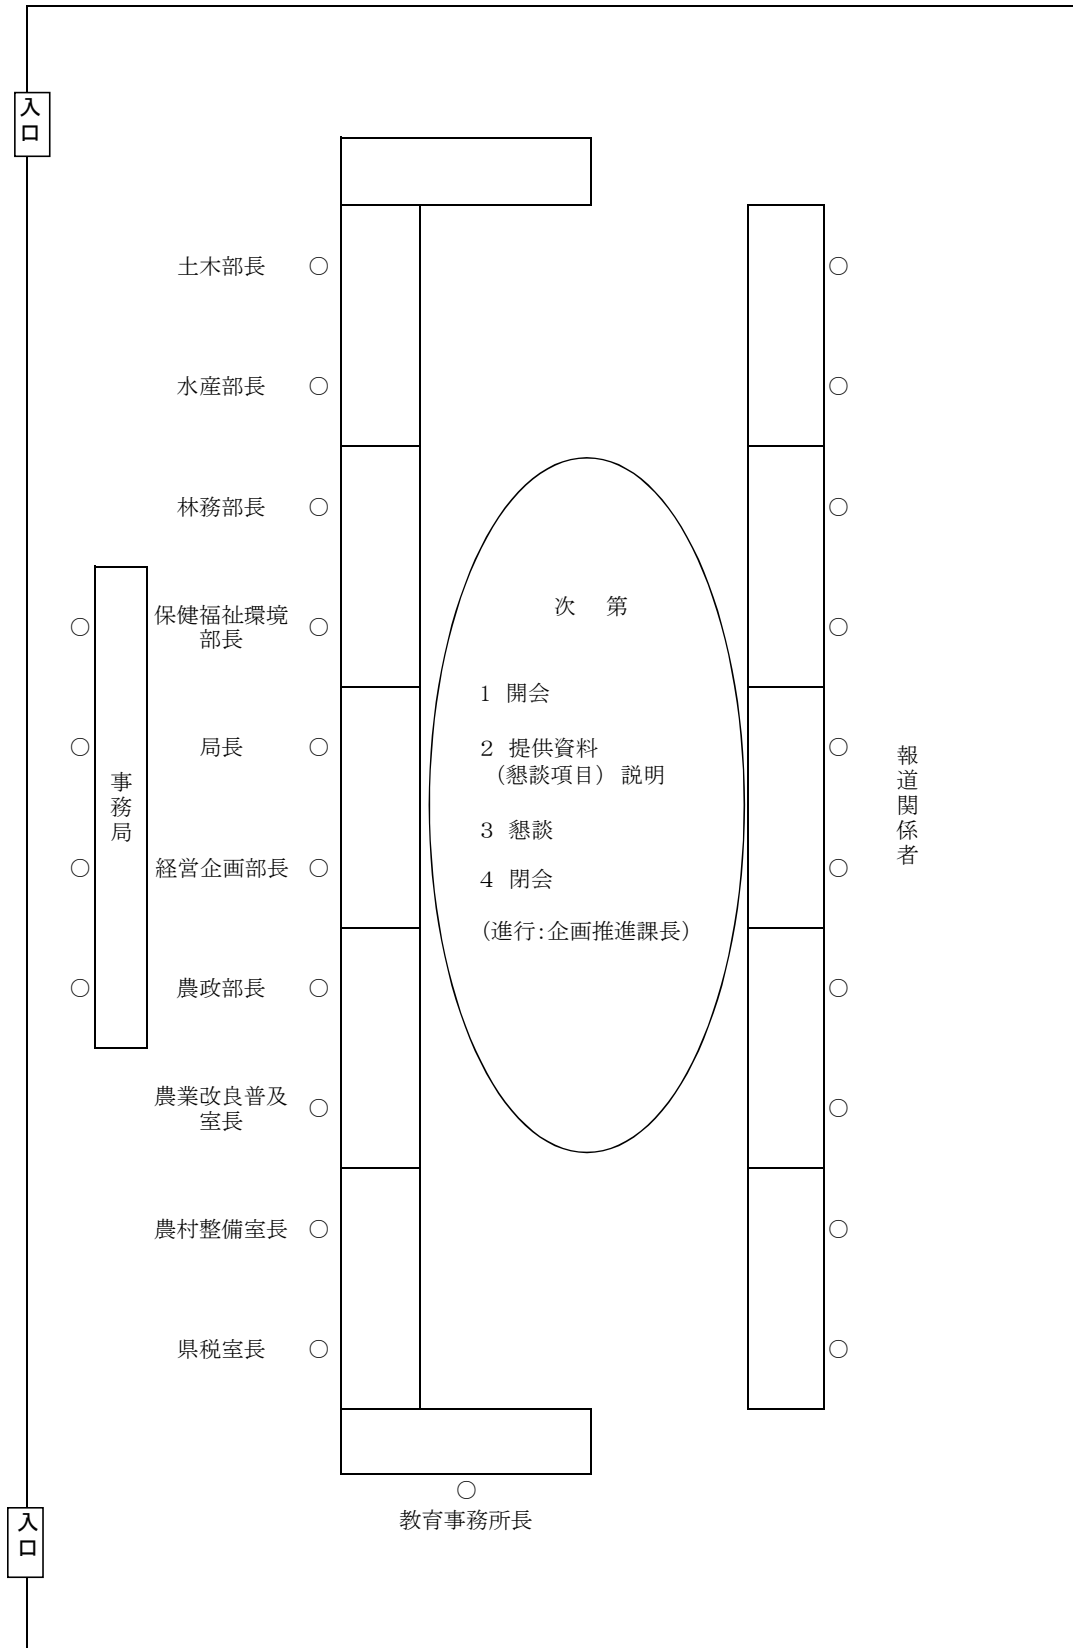 入
口
土木部長 ○ ○
水産部長 ○ ○
林務部長 ○ ○
○ 保健福祉環境 ○ ○
部長
○ 局長 ○ ○
○ 経営企画部長 ○ ○
○ 農政部長 ○ ○
農業改良普及 ○ ○
室長
農村整備室長 ○ ○
県税室長 ○ ○
事務局
次 第
1 開会
2 提供資料
(懇談項目) 説明
3 懇談
4 閉会
(進行:企画推進課長)
報道関係者
○
教育事務所長
入
口